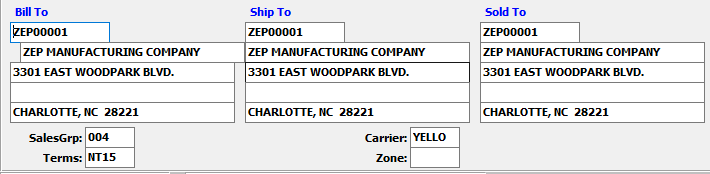 Bill To Ship To Sold To
ZEP00001 ZEP00001 ZEP00001
ZEP MANUFACTURING COMPANY ZEP MANUFACTURING COMPANY ZEP MANUFACTURING COMPANY
3301 EAST WOODPARK BLVD. 3301 EAST WOODPARK BLVD. 3301 EAST WOODPARK BLVD.
CHARLOTTE, NC 28221 CHARLOTTE, NC 28221 CHARLOTTE, NC 28221
SalesGrp: 004 Carrier: YELLO
Terms: NT15 Zone: